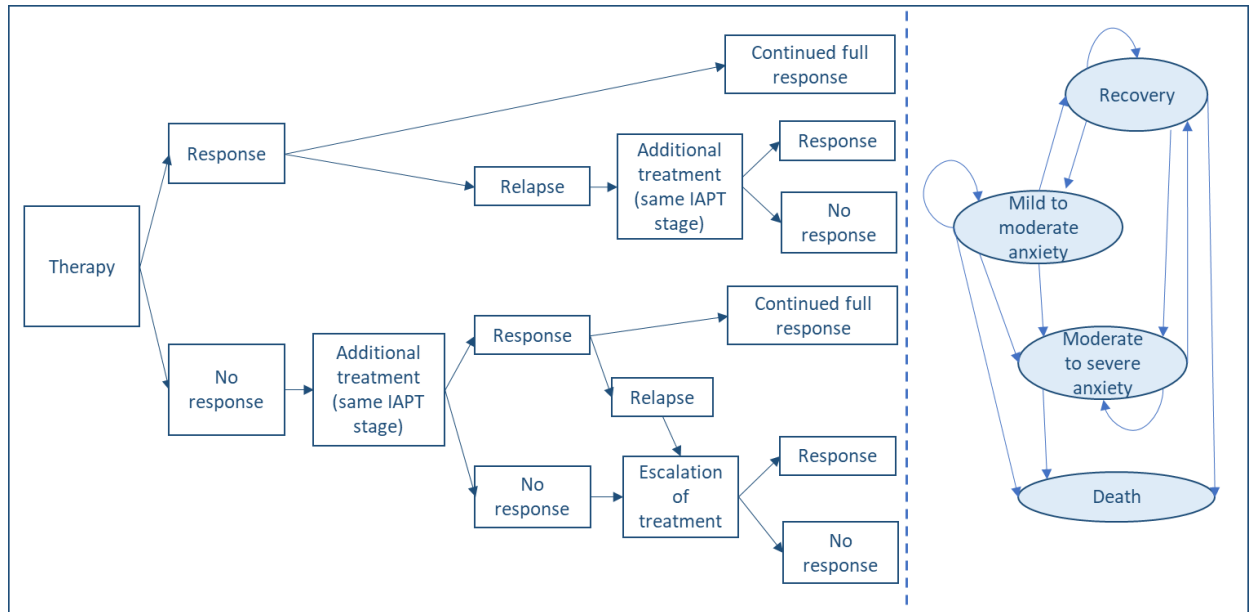 Continued full
response
Response
Relapse
Additional
treatment
(same IAPT
stage)
Response
No
response
Therapy
No
response
Additional
treatment
(same IAPT
stage)
Response
Continued full
response
Relapse
No
response
Escalation
of
treatment
Response
No
response
Recovery
Mild to
moderate
anxiety
Moderate
to severe
anxiety
Death